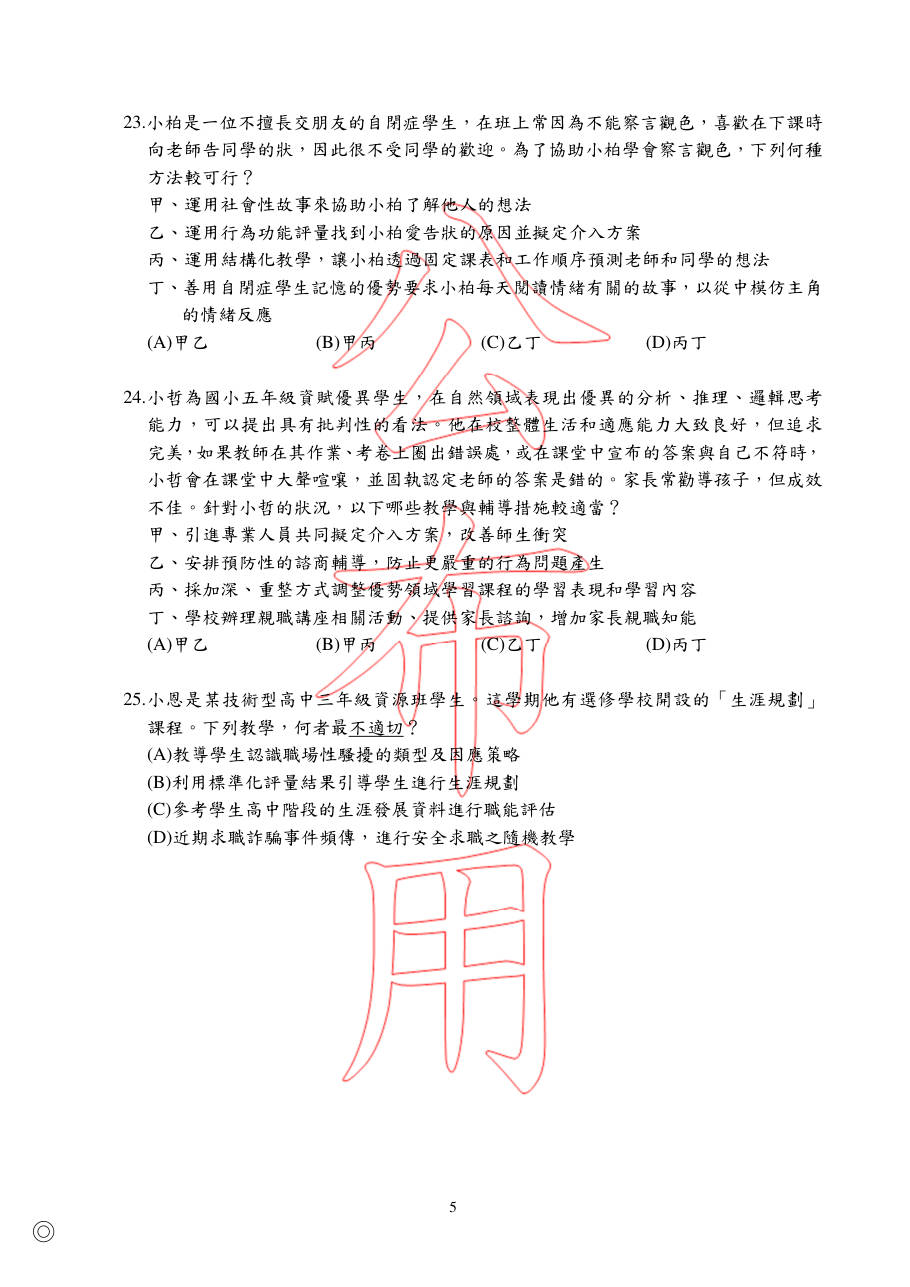 23.小柏是一位不擅長交朋友的自閉症學生，在班上常因為不能察言觀色，喜歡在下課時
向老師告同學的狀，因此很不受同學的歡迎。為了協助小柏學會察言觀色，下列何種
方法較可行？
甲、運用社會性故事來協助小柏了解他人的想法
乙、運用行為功能評量找到小柏愛告狀的原因並擬定介入方案
丙、運用結構化教學，讓小柏透過固定課表和工作順序預測老師和同學的想法
丁、善用自閉症學生記憶的優勢要求小柏每天閱讀情緒有關的故事，以從中模仿主角
的情緒反應
(A)甲乙 (B)甲丙 (C)乙丁 (D)丙丁
24.小哲為國小五年級資賦優異學生，在自然領域表現出優異的分析、推理、邏輯思考
能力，可以提出具有批判性的看法。他在校整體生活和適應能力大致良好，但追求
完美，如果教師在其作業、考卷上圈出錯誤處，或在課堂中宣布的答案與自己不符時，
小哲會在課堂中大聲喧嚷，並固執認定老師的答案是錯的。家長常勸導孩子，但成效
不佳。針對小哲的狀況，以下哪些教學與輔導措施較適當？
甲、引進專業人員共同擬定介入方案，改善師生衝突
乙、安排預防性的諮商輔導，防止更嚴重的行為問題產生
丙、採加深、重整方式調整優勢領域學習課程的學習表現和學習內容
丁、學校辦理親職講座相關活動、提供家長諮詢，增加家長親職知能
(A)甲乙 (B)甲丙 (C)乙丁 (D)丙丁
25.小恩是某技術型高中三年級資源班學生。這學期他有選修學校開設的「生涯規劃」
課程。下列教學，何者最不適切？
(A)教導學生認識職場性騷擾的類型及因應策略
(B)利用標準化評量結果引導學生進行生涯規劃
(C)參考學生高中階段的生涯發展資料進行職能評估
(D)近期求職詐騙事件頻傳，進行安全求職之隨機教學
公
布
用
5